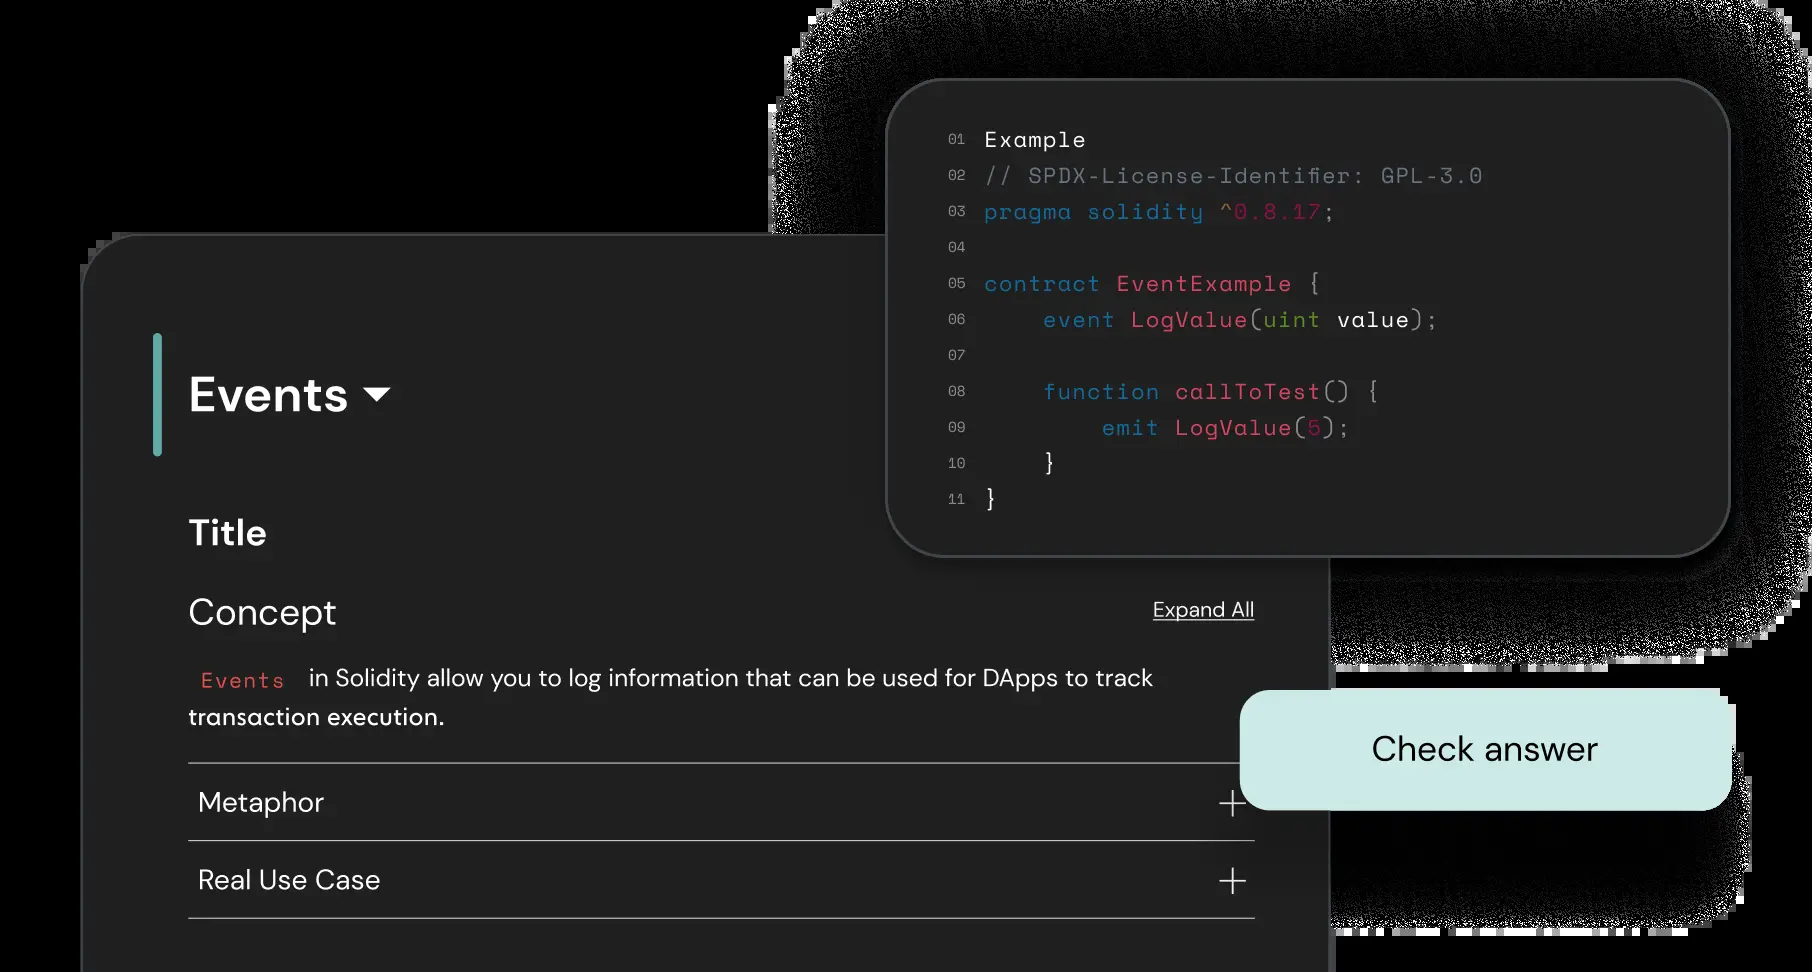 01 Example
02 // SPDX-License-Identifier: GPL-3.0
03 pragma solidity ^0.8.17;
04
05 contract EventExample {
06 event LogValue(uint value);
07
08 function callToTest() {
09 emit LogValue(5);
10 }
11 }
Events
Title
Concept
Expand All
Events in Solidity allow you to log information that can be used for DApps to track
transaction execution.
Check answer
Metaphor
Real Use Case